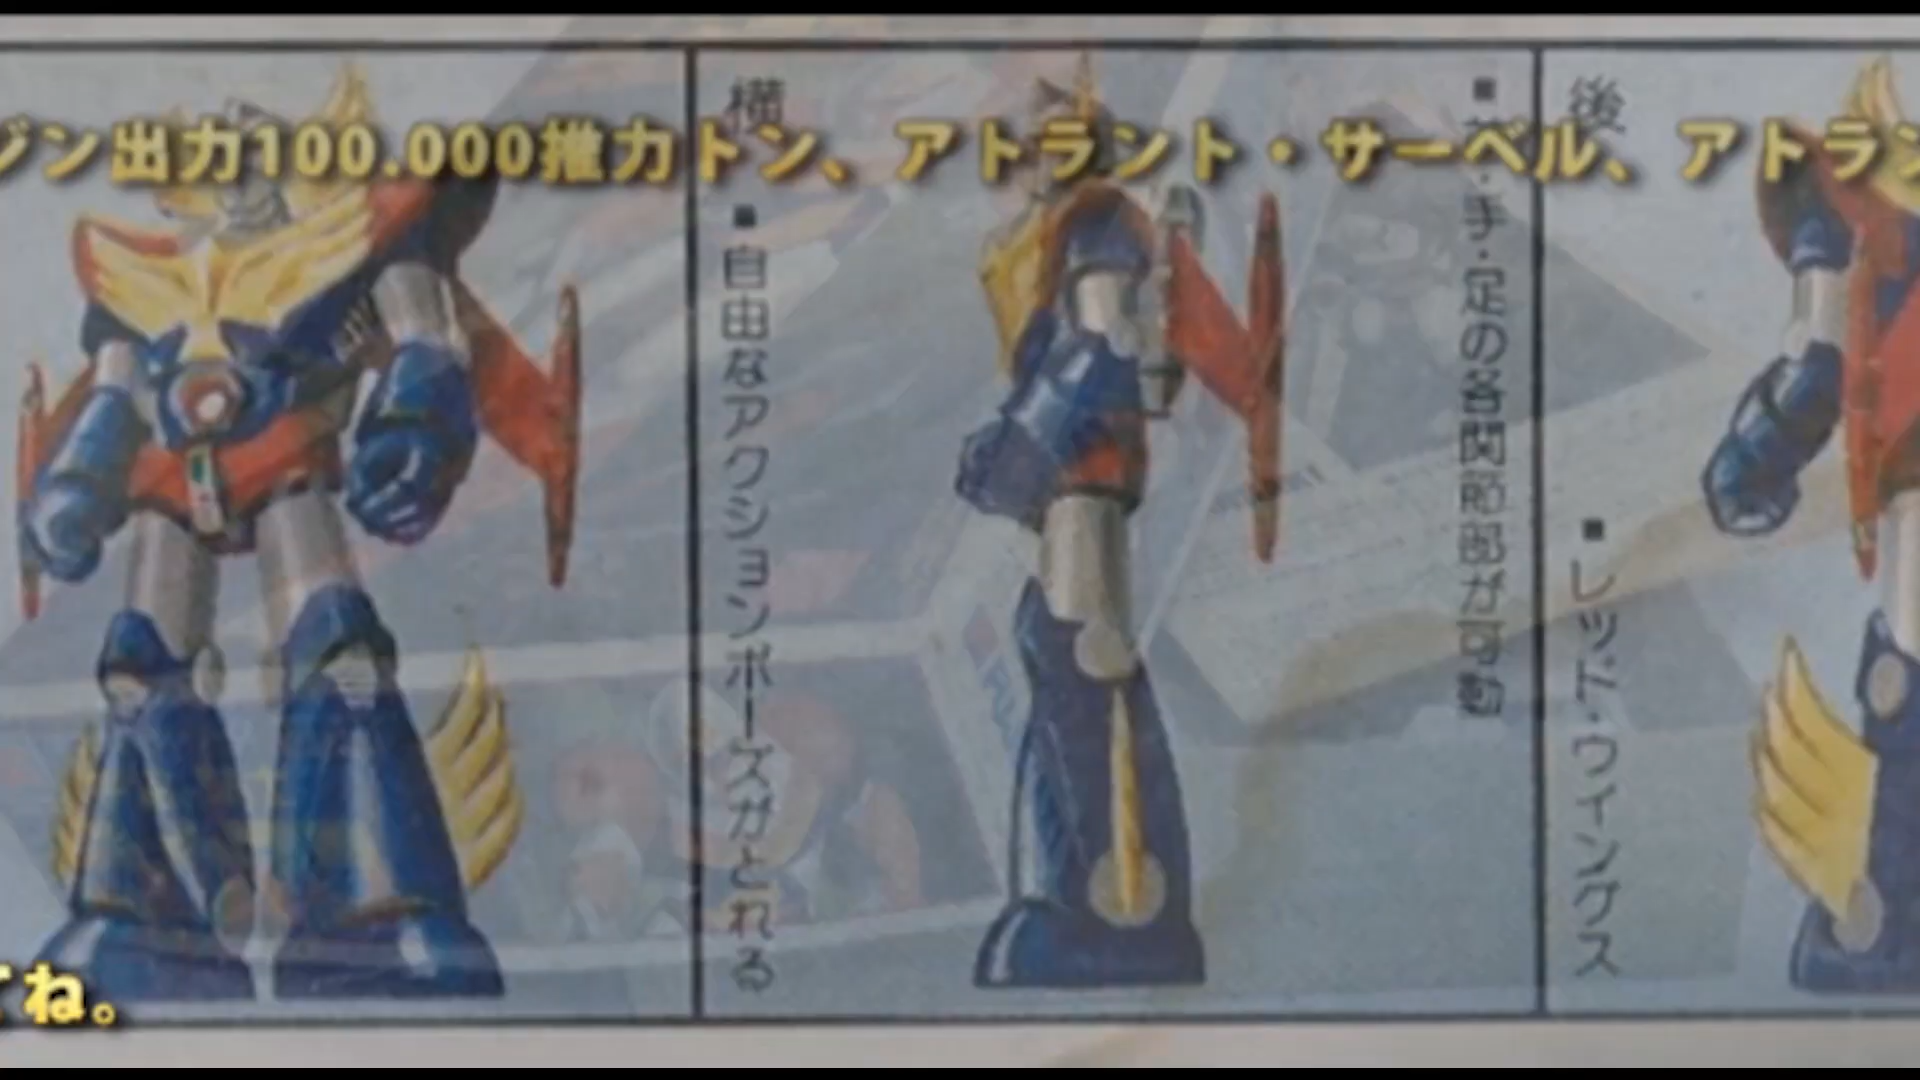 ジン出力100.000推力トン、アトラント・サーベル、アトラン
横
■自由なアクションポーズがとれる
手・足の各関節部が可動
後
■レッド・ウイングス
てね。